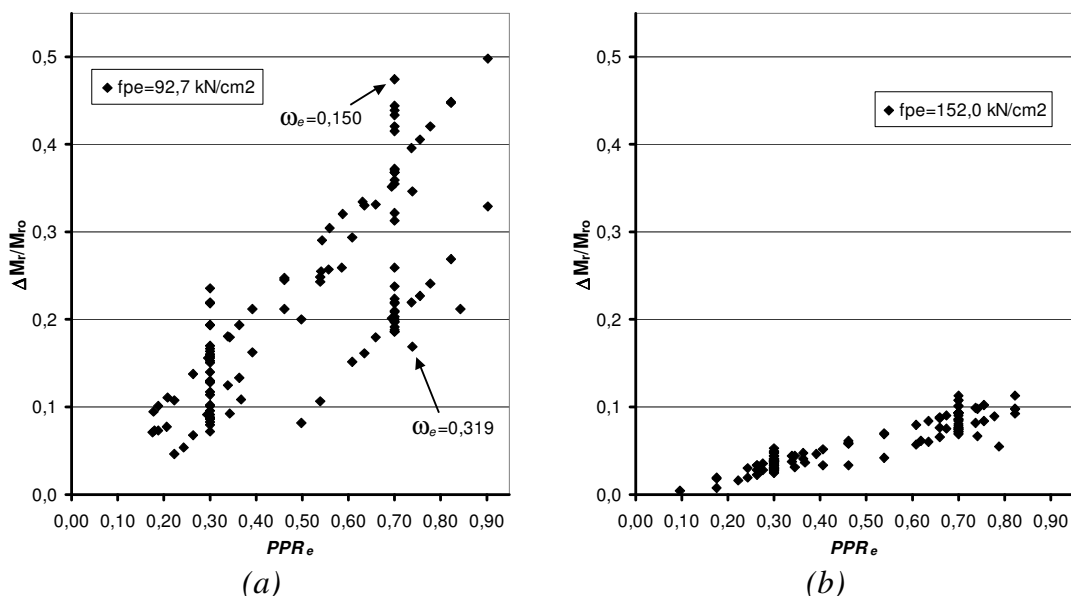 0,5
0,4
0,3
0,2
0,1
0,0
ΔMr/Mro
fpe=92,7 kN/cm2
ωe=0,150
ωe=0,319
0,00 0,10 0,20 0,30 0,40 0,50 0,60 0,70 0,80 0,90
PPR e
(a)
0,5
0,4
0,3
0,2
0,1
0,0
ΔMr/Mro
fpe=152,0 kN/cm2
0,00 0,10 0,20 0,30 0,40 0,50 0,60 0,70 0,80 0,90
PPR e
(b)